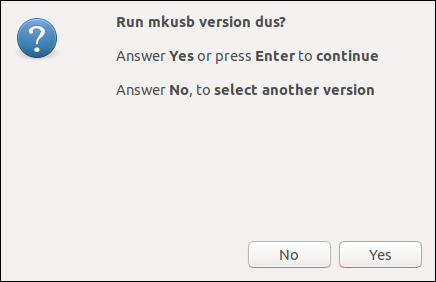 Run mkusb version dus?
Answer Yes or press Enter to continue
Answer No, to select another version
No
Yes